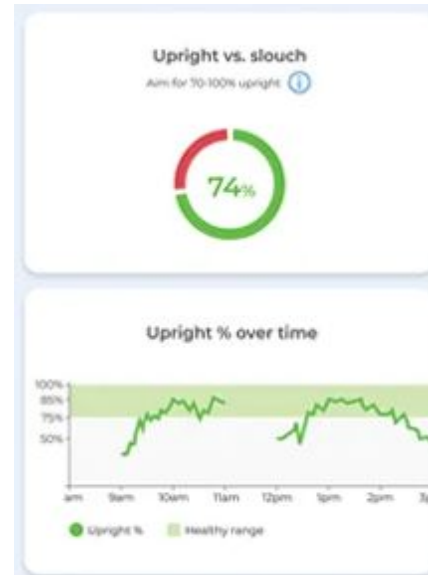 Upright vs. slouch
Aim for 70-100% upright
74%
Upright % over time
100%
85%
75%
50%
am 9am 10am 11am 12pm 1pm 2pm 3p
Upright % Healthy range